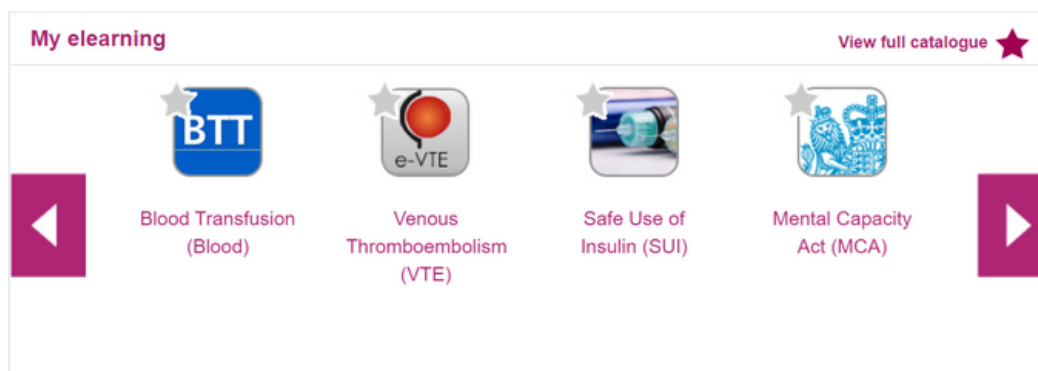 My elearning
View full catalogue
BTT
e-VTE
Blood Transfusion
(Blood)
Venous
Thromboembolism
(VTE)
Safe Use of
Insulin (SUI)
Mental Capacity
Act (MCA)